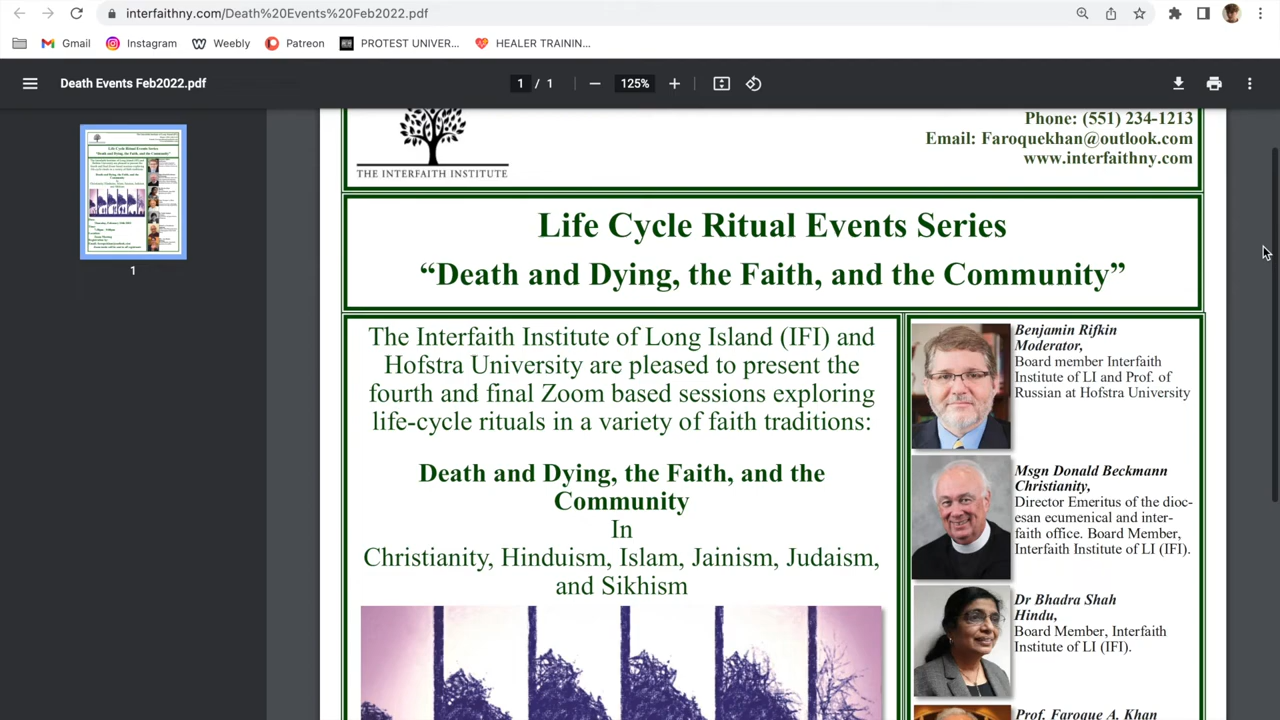 interfaithny.com/Death%20Events%20Feb2022.pdf
Gmail
Instagram
Weebly
Patreon
PROTEST UNIVER...
HEALER TRAININ...
Death Events Feb2022.pdf
1 / 1
125%
1
THE INTERFAITH INSTITUTE
Phone: (551) 234-1213
Email: Faroquekhan@outlook.com
www.interfaithny.com
Life Cycle Ritual Events Series
“Death and Dying, the Faith, and the Community”
The Interfaith Institute of Long Island (IFI) and
Hofstra University are pleased to present the
fourth and final Zoom based sessions exploring
life-cycle rituals in a variety of faith traditions:
Death and Dying, the Faith, and the
Community
In
Christianity, Hinduism, Islam, Jainism, Judaism,
and Sikhism
Benjamin Rifkin
Moderator,
Board member Interfaith
Institute of LI and Prof. of
Russian at Hofstra University
Msgn Donald Beckmann
Christianity,
Director Emeritus of the dioc-
esan ecumenical and inter-
faith office. Board Member,
Interfaith Institute of LI (IFI).
Dr Bhadra Shah
Hindu,
Board Member, Interfaith
Institute of LI (IFI).
Prof. Faroque A. Khan